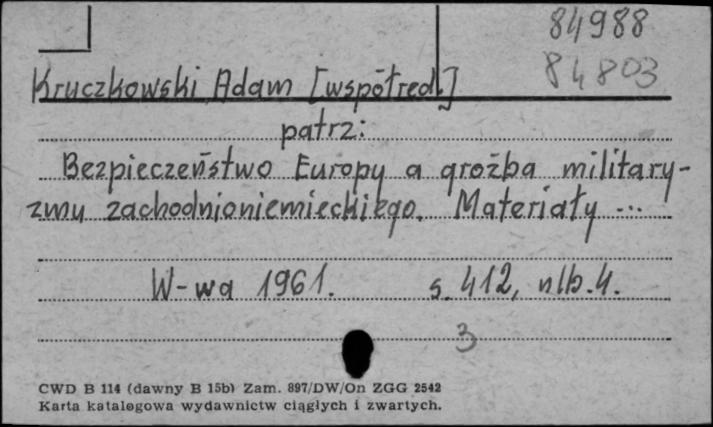 84988
84803
Kruczkowski Adam [współred.]
patrz:
Bezpieczeństwo Europy a groźba military-
zmu zachodnioniemieckiego. Materiały ...
W-wa 1961. s. 412, nlb. 4.
3
CWD B 114 (dawny B 15b) Zam. 897/DW/On ZGG 2542
Karta katalogowa wydawnictw ciągłych i zwartych.